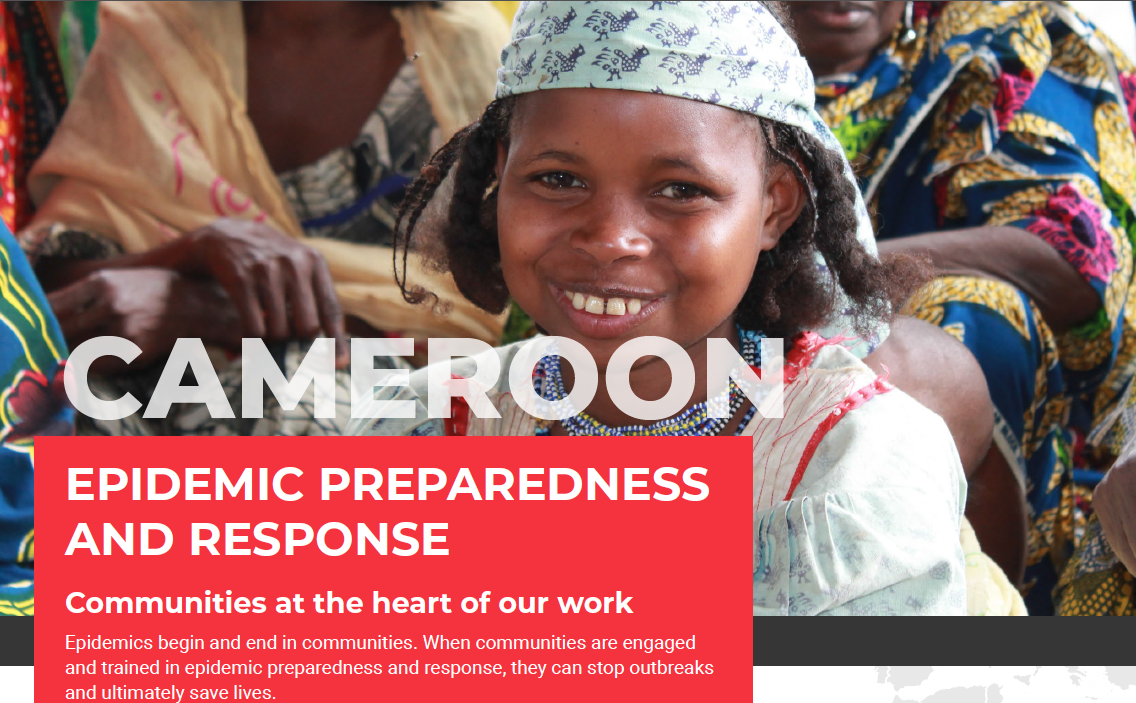 CAMEROON
EPIDEMIC PREPAREDNESS
AND RESPONSE
Communities at the heart of our work
Epidemics begin and end in communities. When communities are engaged
and trained in epidemic preparedness and response, they can stop outbreaks
and ultimately save lives.